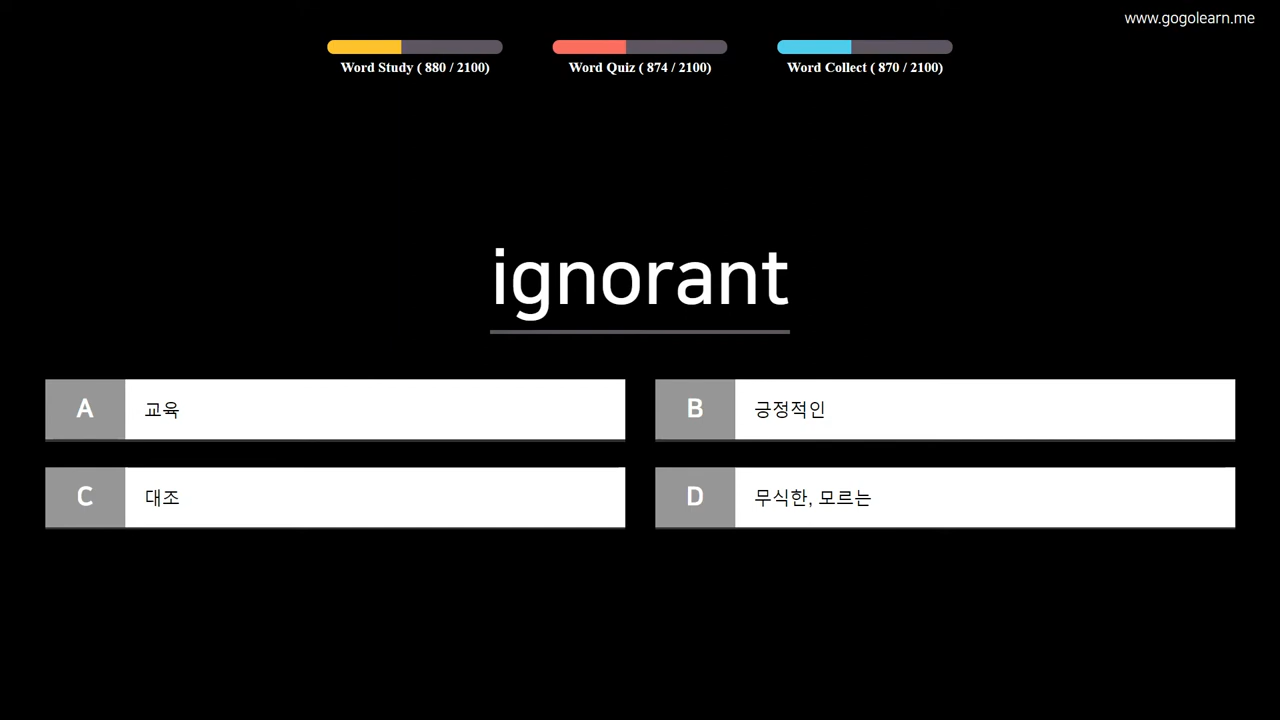 www.gogolearn.me
Word Study ( 880 / 2100)
Word Quiz ( 874 / 2100)
Word Collect ( 870 / 2100)
ignorant
A 교육
B 긍정적인
C 대조
D 무식한, 모르는